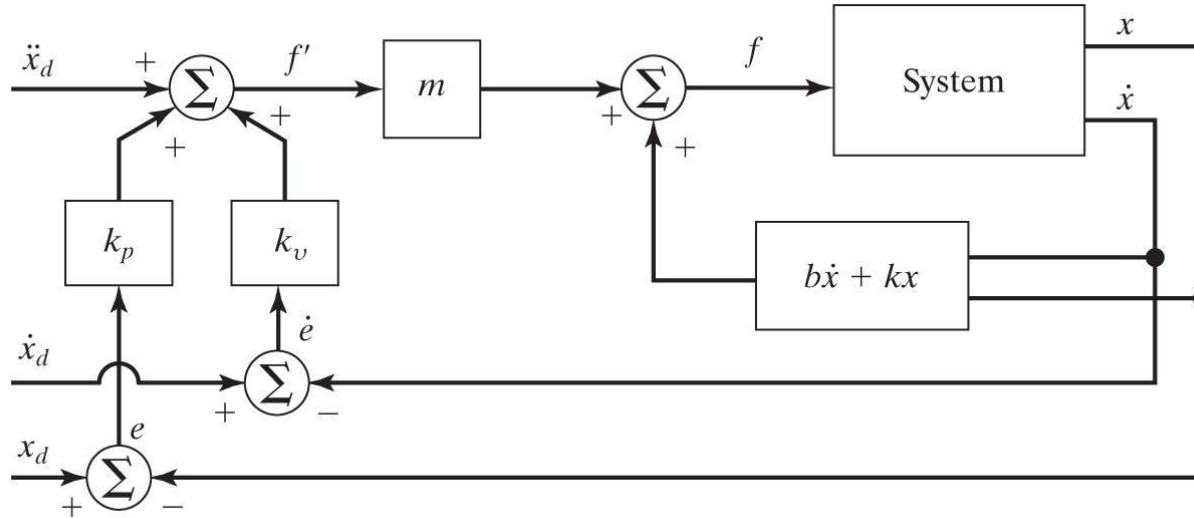 ẍ_d
+
Σ
+
+
f′
m
+
Σ
+
f
System
x
ẋ
k_p
k_υ
bẋ + kx
ẋ_d
ė
+
Σ
−
x_d
e
+
Σ
−